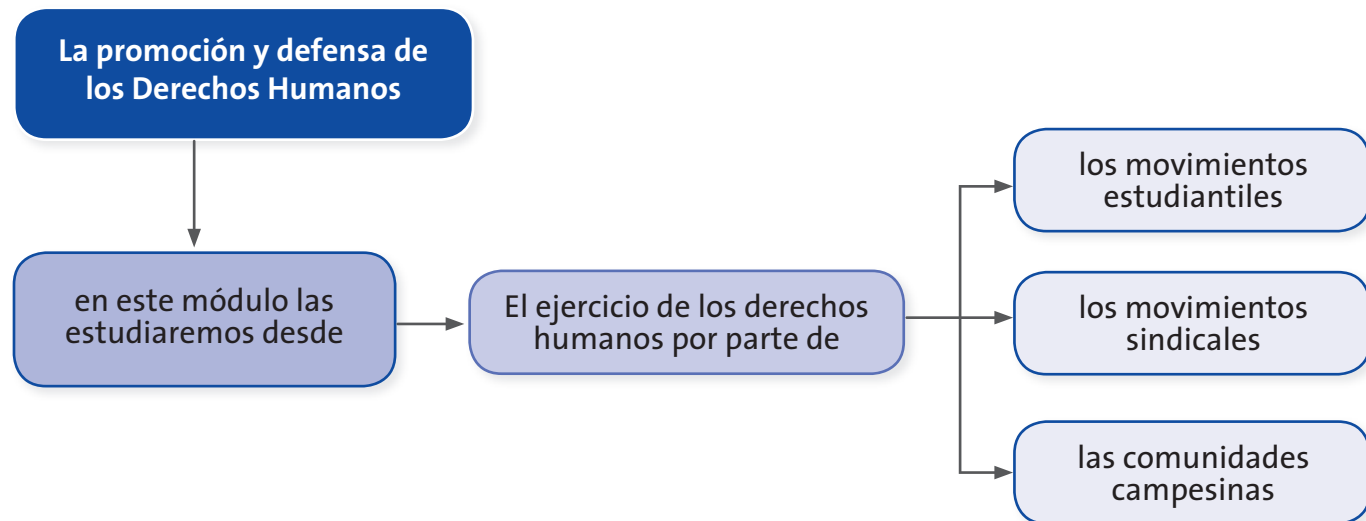 La promoción y defensa de
los Derechos Humanos
en este módulo las
estudiaremos desde
El ejercicio de los derechos
humanos por parte de
los movimientos
estudiantiles
los movimientos
sindicales
las comunidades
campesinas